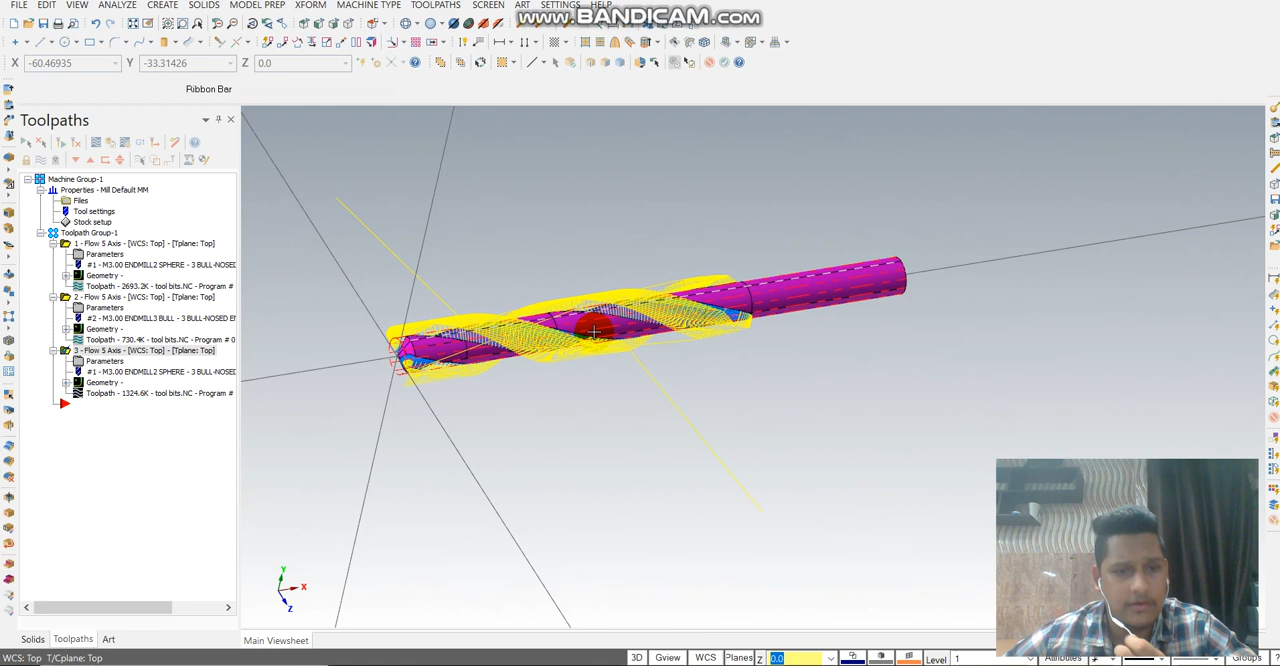 FILE EDIT VIEW ANALYZE CREATE SOLIDS MODEL PREP XFORM MACHINE TYPE TOOLPATHS SCREEN ART SETTINGS
www.BANDICAM.com
X -60.46935 Y -33.31426 Z 0.0
Ribbon Bar
Toolpaths
Machine Group-1
Properties - Mill Default MM
Files
Tool settings
Stock setup
Toolpath Group-1
1 - Flow 5 Axis - [WCS: Top] - [Tplane: Top]
Parameters
#1 - M3.00 ENDMILL2 SPHERE - 3 BULL-NOSED
Geometry -
Toolpath - 2693.2K - tool bits.NC - Program #
2 - Flow 5 Axis - [WCS: Top] - [Tplane: Top]
Parameters
#2 - M3.00 ENDMILL2 SPHERE - 3 BULL-NOSED
Geometry -
Toolpath - 730.4K - tool bits.NC - Program # 0
3 - Flow 5 Axis - [WCS: Top] - [Tplane: Top]
Parameters
#1 - M3.00 ENDMILL2 SPHERE - 3 BULL-NOSED
Geometry -
Toolpath - 1324.6K - tool bits.NC - Program #
Y
X
Z
Solids Toolpaths Art
Main Viewsheet
WCS: Top T/Cplane: Top
3D Gview WCS Planes Z 0.0 Level 1 Attributes Groups ?